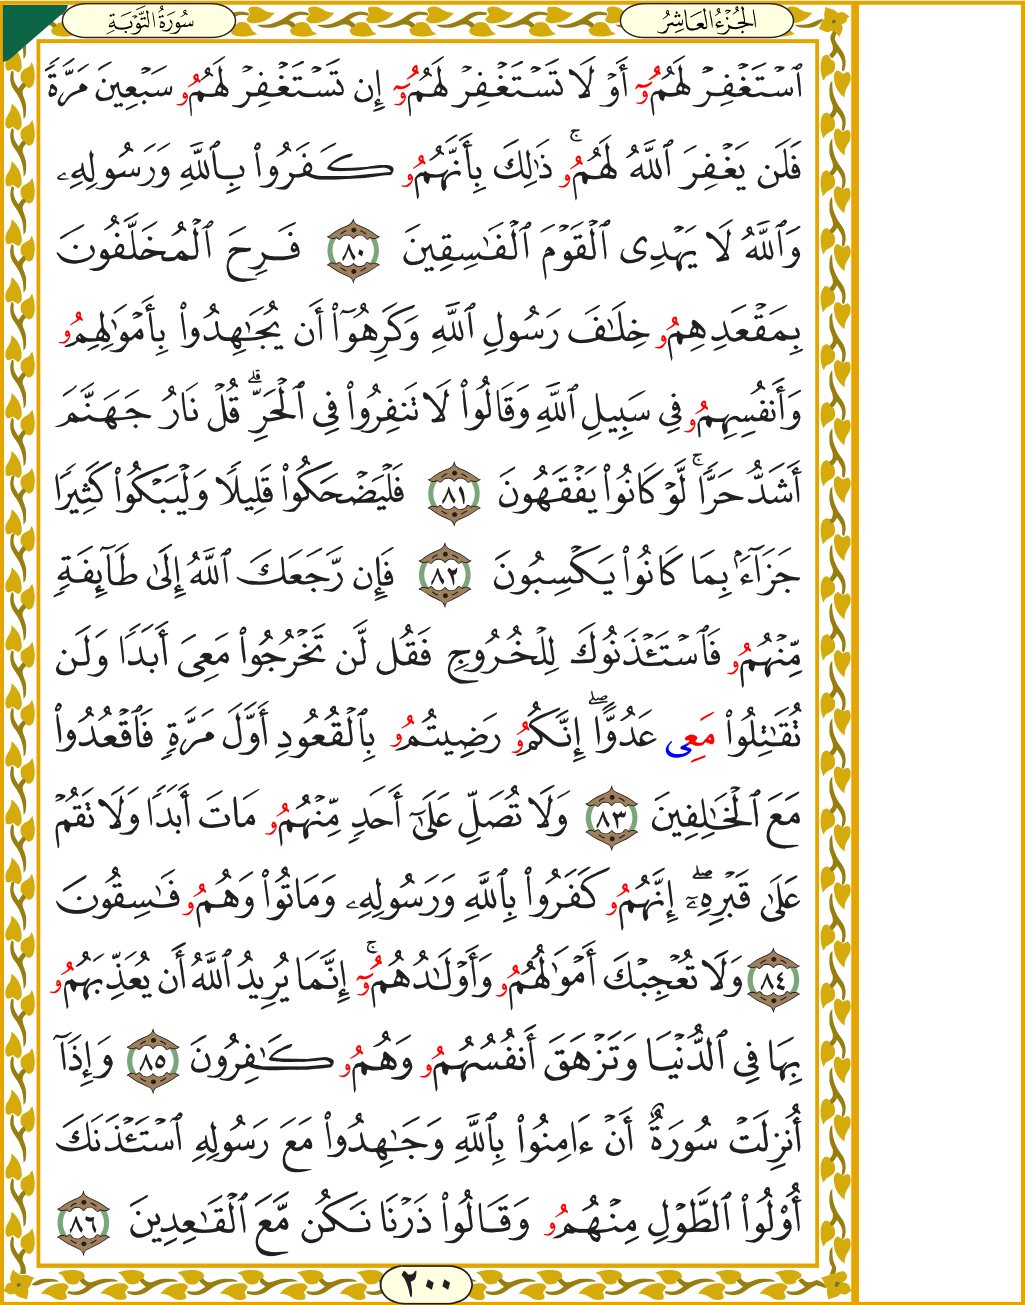 الجُزْءُ العَاشِرُ
سُورَةُ التَّوْبَةِ
ٱسْتَغْفِرْ لَهُمُۥٓ أَوْ لَا تَسْتَغْفِرْ لَهُمُۥٓ إِن تَسْتَغْفِرْ لَهُمُۥ سَبْعِينَ مَرَّةً
فَلَن يَغْفِرَ ٱللَّهُ لَهُمُۥ ۚ ذَٰلِكَ بِأَنَّهُمُۥ كَفَرُوا۟ بِٱللَّهِ وَرَسُولِهِۦ
وَٱللَّهُ لَا يَهْدِى ٱلْقَوْمَ ٱلْفَٰسِقِينَ ٨٠ فَرِحَ ٱلْمُخَلَّفُونَ
بِمَقْعَدِهِمُۥ خِلَٰفَ رَسُولِ ٱللَّهِ وَكَرِهُوٓا۟ أَن يُجَٰهِدُوا۟ بِأَمْوَٰلِهِمُۥ
وَأَنفُسِهِمُۥ فِى سَبِيلِ ٱللَّهِ وَقَالُوا۟ لَا تَنفِرُوا۟ فِى ٱلْحَرِّ ۗ قُلْ نَارُ جَهَنَّمَ
أَشَدُّ حَرًّا ۚ لَّوْ كَانُوا۟ يَفْقَهُونَ ٨١ فَلْيَضْحَكُوا۟ قَلِيلًا وَلْيَبْكُوا۟ كَثِيرًا
جَزَآءًۢ بِمَا كَانُوا۟ يَكْسِبُونَ ٨٢ فَإِن رَّجَعَكَ ٱللَّهُ إِلَىٰ طَآئِفَةٍ
مِّنْهُمُۥ فَٱسْتَـْٔذَنُوكَ لِلْخُرُوجِ فَقُل لَّن تَخْرُجُوا۟ مَعِىَ أَبَدًا وَلَن
تُقَٰتِلُوا۟ مَعِى عَدُوًّا ۖ إِنَّكُمُۥ رَضِيتُمُۥ بِٱلْقُعُودِ أَوَّلَ مَرَّةٍ فَٱقْعُدُوا۟
مَعَ ٱلْخَٰلِفِينَ ٨٣ وَلَا تُصَلِّ عَلَىٰٓ أَحَدٍ مِّنْهُمُۥ مَاتَ أَبَدًا وَلَا تَقُمْ
عَلَىٰ قَبْرِهِۦٓ ۖ إِنَّهُمُۥ كَفَرُوا۟ بِٱللَّهِ وَرَسُولِهِۦ وَمَاتُوا۟ وَهُمُۥ فَٰسِقُونَ
٨٤ وَلَا تُعْجِبْكَ أَمْوَٰلُهُمُۥ وَأَوْلَٰدُهُمُۥٓ ۚ إِنَّمَا يُرِيدُ ٱللَّهُ أَن يُعَذِّبَهُمُۥ
بِهَا فِى ٱلدُّنْيَا وَتَزْهَقَ أَنفُسُهُمُۥ وَهُمُۥ كَٰفِرُونَ ٨٥ وَإِذَآ
أُنزِلَتْ سُورَةٌ أَنْ ءَامِنُوا۟ بِٱللَّهِ وَجَٰهِدُوا۟ مَعَ رَسُولِهِ ٱسْتَـْٔذَنَكَ
أُو۟لُوا۟ ٱلطَّوْلِ مِنْهُمُۥ وَقَالُوا۟ ذَرْنَا نَكُن مَّعَ ٱلْقَٰعِدِينَ ٨٦
٢٠٠